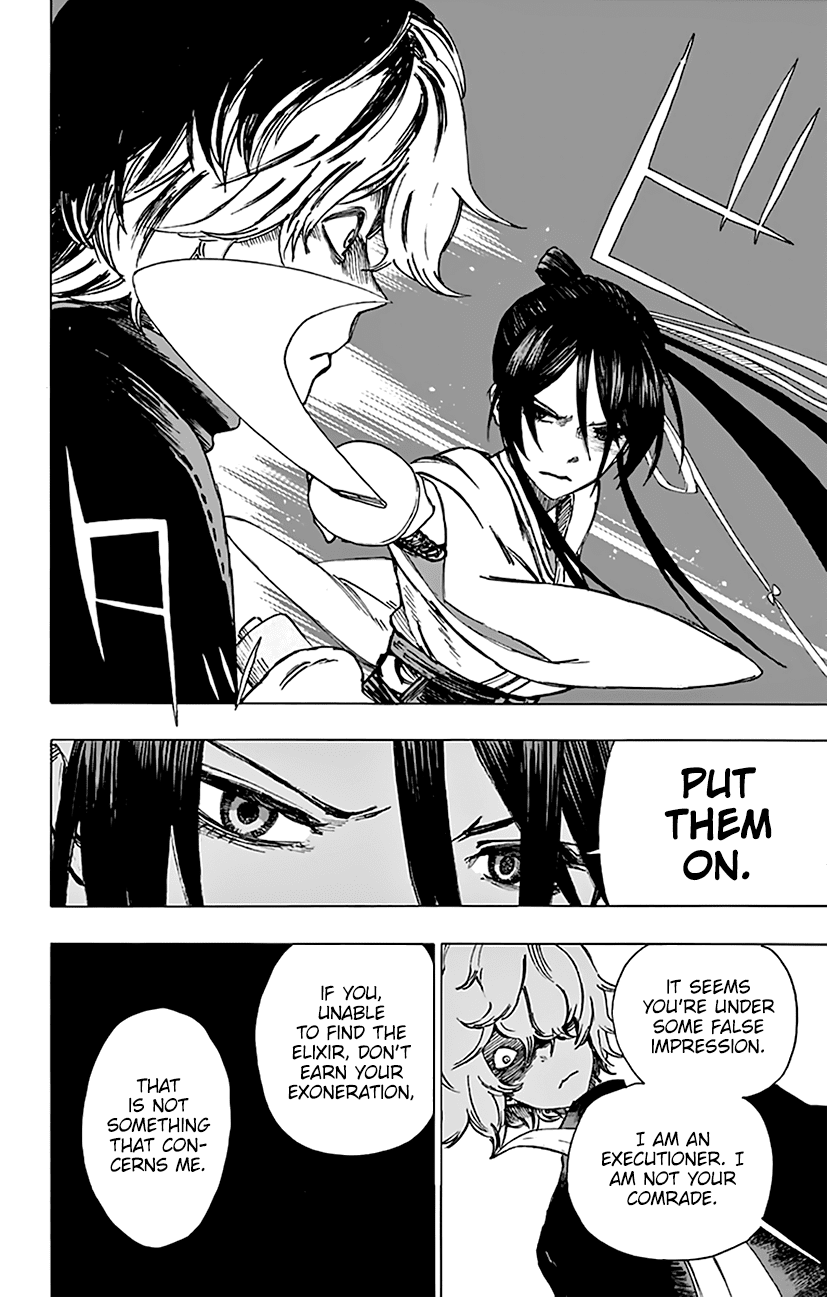 PUT
THEM
ON.
IT SEEMS
YOU'RE UNDER
SOME FALSE
IMPRESSION.
I AM AN
EXECUTIONER. I
AM NOT YOUR
COMRADE.
IF YOU,
UNABLE
TO FIND THE
ELIXIR, DON'T
EARN YOUR
EXONERATION,
THAT
IS NOT
SOMETHING
THAT CON-
CERNS ME.